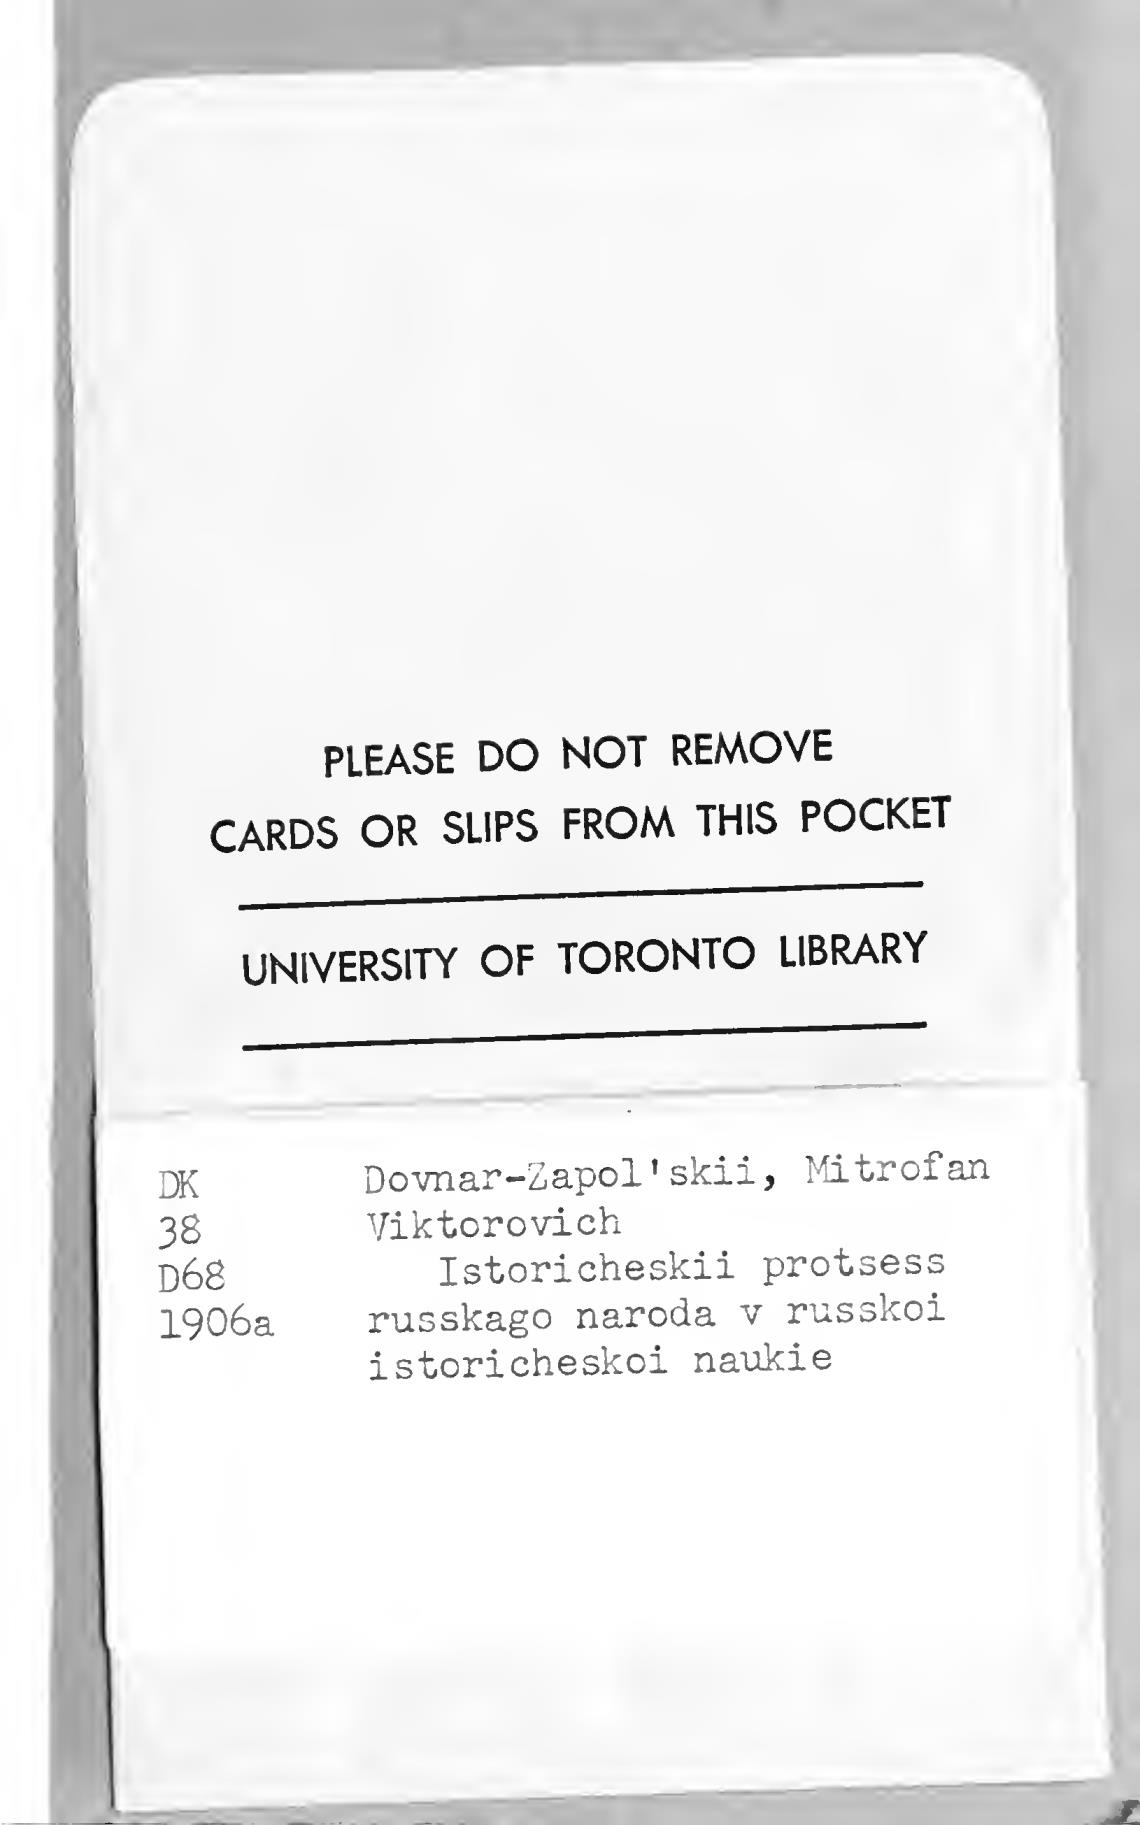 PLEASE DO NOT REMOVE
CARDS OR SLIPS FROM THIS POCKET
UNIVERSITY OF TORONTO LIBRARY
DK Dovnar-Zapol'skii, Mitrofan
38 Viktorovich
D68 Istoricheskii protsess
1906a russkago naroda v russkoi
istoricheskoi naukie